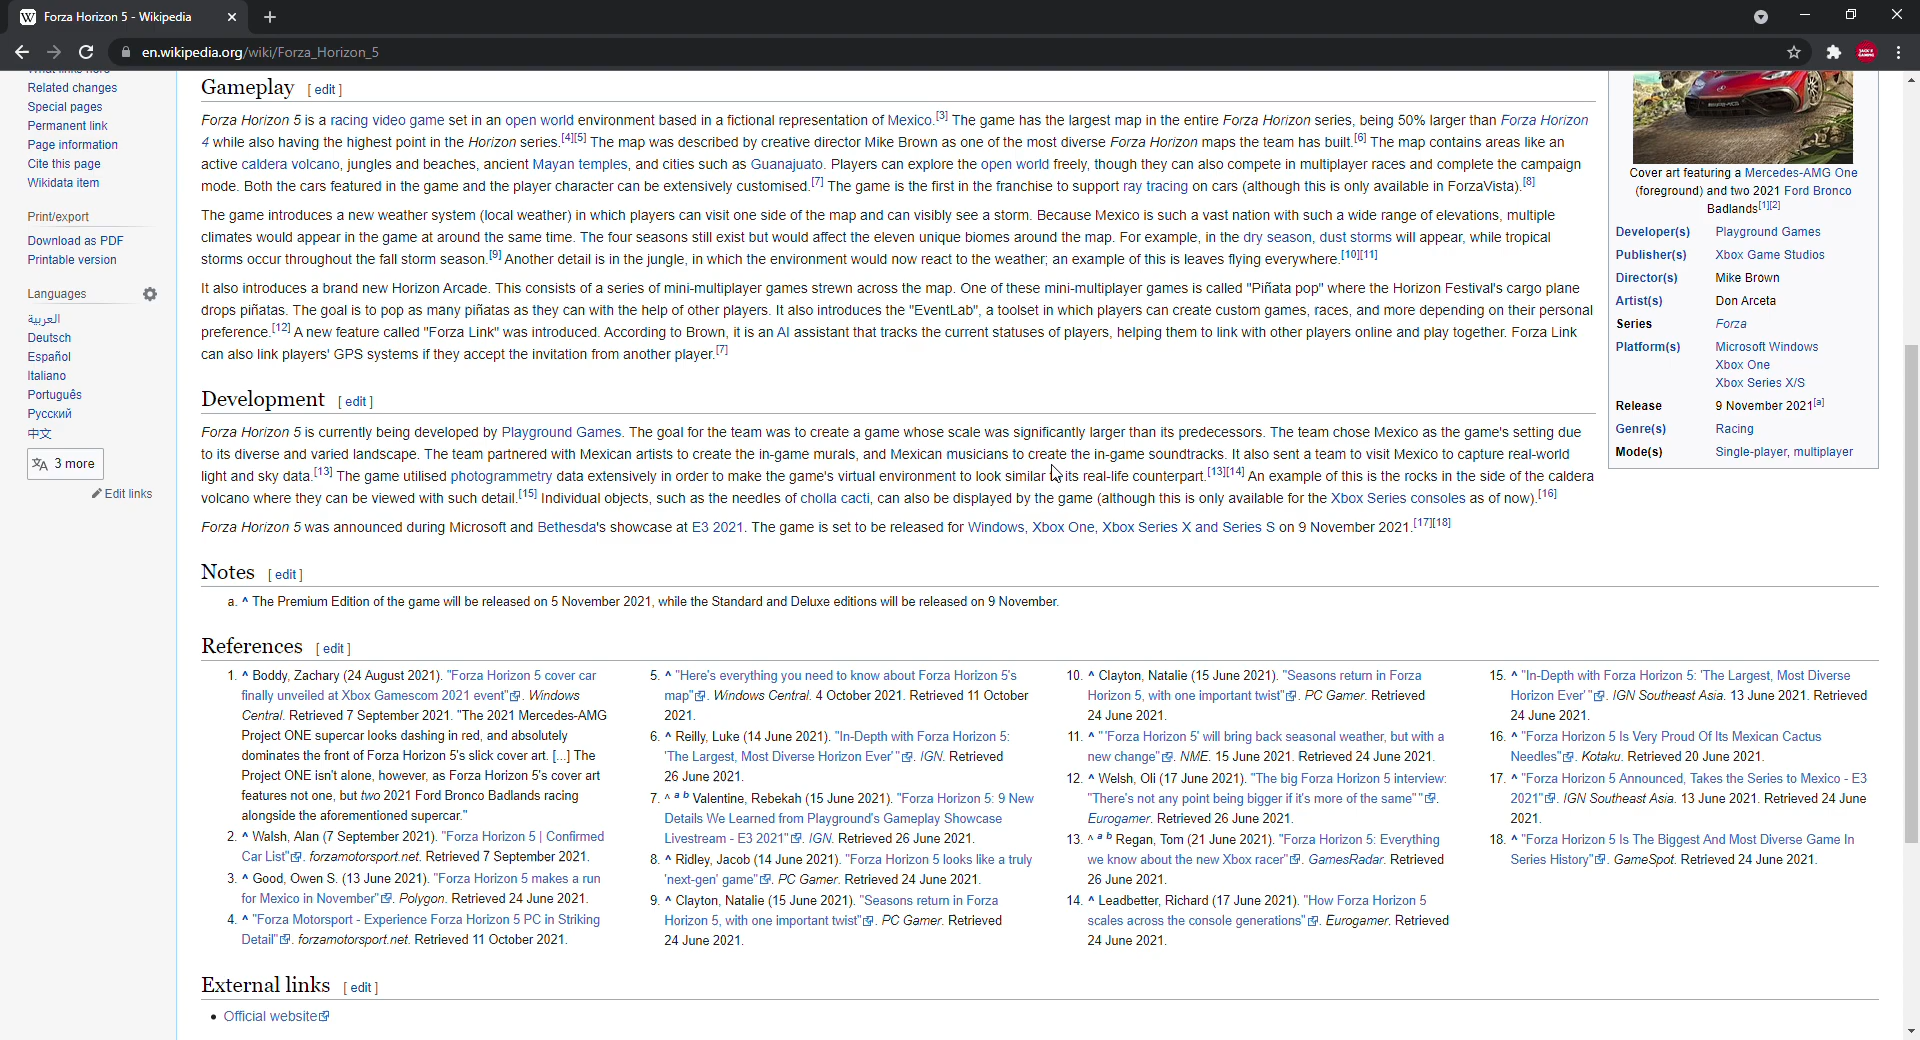 Forza Horizon 5 - Wikipedia
en.wikipedia.org/wiki/Forza_Horizon_5
What links here
Related changes
Special pages
Permanent link
Page information
Cite this page
Wikidata item
Print/export
Download as PDF
Printable version
Languages
العربية
Deutsch
Español
Italiano
Português
Русский
中文
3 more
Edit links
Gameplay [ edit ]
Forza Horizon 5 is a racing video game set in an open world environment based in a fictional representation of Mexico.[3] The game has the largest map in the entire Forza Horizon series, being 50% larger than Forza Horizon
4 while also having the highest point in the Horizon series.[4][5] The map was described by creative director Mike Brown as one of the most diverse Forza Horizon maps the team has built.[6] The map contains areas like an
active caldera volcano, jungles and beaches, ancient Mayan temples, and cities such as Guanajuato. Players can explore the open world freely, though they can also compete in multiplayer races and complete the campaign
mode. Both the cars featured in the game and the player character can be extensively customised.[7] The game is the first in the franchise to support ray tracing on cars (although this is only available in ForzaVista).[8]
The game introduces a new weather system (local weather) in which players can visit one side of the map and can visibly see a storm. Because Mexico is such a vast nation with such a wide range of elevations, multiple
climates would appear in the game at around the same time. The four seasons still exist but would affect the eleven unique biomes around the map. For example, in the dry season, dust storms will appear, while tropical
storms occur throughout the fall storm season.[9] Another detail is in the jungle, in which the environment would now react to the weather; an example of this is leaves flying everywhere.[10][11]
It also introduces a brand new Horizon Arcade. This consists of a series of mini-multiplayer games strewn across the map. One of these mini-multiplayer games is called "Piñata pop" where the Horizon Festival's cargo plane
drops piñatas. The goal is to pop as many piñatas as they can with the help of other players. It also introduces the "EventLab", a toolset in which players can create custom games, races, and more depending on their personal
preference.[12] A new feature called "Forza Link" was introduced. According to Brown, it is an AI assistant that tracks the current statuses of players, helping them to link with other players online and play together. Forza Link
can also link players' GPS systems if they accept the invitation from another player.[7]
Development [ edit ]
Forza Horizon 5 is currently being developed by Playground Games. The goal for the team was to create a game whose scale was significantly larger than its predecessors. The team chose Mexico as the game's setting due
to its diverse and varied landscape. The team partnered with Mexican artists to create the in-game murals, and Mexican musicians to create the in-game soundtracks. It also sent a team to visit Mexico to capture real-world
light and sky data.[13] The game utilised photogrammetry data extensively in order to make the game's virtual environment to look similar to its real-life counterpart.[13][14] An example of this is the rocks in the side of the caldera
volcano where they can be viewed with such detail.[15] Individual objects, such as the needles of cholla cacti, can also be displayed by the game (although this is only available for the Xbox Series consoles as of now).[16]
Forza Horizon 5 was announced during Microsoft and Bethesda's showcase at E3 2021. The game is set to be released for Windows, Xbox One, Xbox Series X and Series S on 9 November 2021.[17][18]
Cover art featuring a Mercedes-AMG One
(foreground) and two 2021 Ford Bronco
Badlands[1][2]
Developer(s) Playground Games
Publisher(s) Xbox Game Studios
Director(s) Mike Brown
Artist(s) Don Arceta
Series Forza
Platform(s) Microsoft Windows
Xbox One
Xbox Series X/S
Release 9 November 2021[a]
Genre(s) Racing
Mode(s) Single-player, multiplayer
Notes [ edit ]
a. ^ The Premium Edition of the game will be released on 5 November 2021, while the Standard and Deluxe editions will be released on 9 November.
References [ edit ]
1. ^ Boddy, Zachary (24 August 2021). "Forza Horizon 5 cover car
finally unveiled at Xbox Gamescom 2021 event". Windows
Central. Retrieved 7 September 2021. "The 2021 Mercedes-AMG
Project ONE supercar looks dashing in red, and absolutely
dominates the front of Forza Horizon 5's slick cover art. [...] The
Project ONE isn't alone, however, as Forza Horizon 5's cover art
features not one, but two 2021 Ford Bronco Badlands racing
alongside the aforementioned supercar."
2. ^ Walsh, Alan (7 September 2021). "Forza Horizon 5 | Confirmed
Car List". forzamotorsport.net. Retrieved 7 September 2021.
3. ^ Good, Owen S. (13 June 2021). "Forza Horizon 5 makes a run
for Mexico in November". Polygon. Retrieved 24 June 2021.
4. ^ "Forza Motorsport - Experience Forza Horizon 5 PC in Striking
Detail". forzamotorsport.net. Retrieved 11 October 2021.
5. ^ "Here's everything you need to know about Forza Horizon 5's
map". Windows Central. 4 October 2021. Retrieved 11 October
2021.
6. ^ Reilly, Luke (14 June 2021). "In-Depth with Forza Horizon 5:
'The Largest, Most Diverse Horizon Ever'". IGN. Retrieved
26 June 2021.
7. ^ a b Valentine, Rebekah (15 June 2021). "Forza Horizon 5: 9 New
Details We Learned from Playground's Gameplay Showcase
Livestream - E3 2021". IGN. Retrieved 26 June 2021.
8. ^ Ridley, Jacob (14 June 2021). "Forza Horizon 5 looks like a truly
'next-gen' game". PC Gamer. Retrieved 24 June 2021.
9. ^ Clayton, Natalie (15 June 2021). "Seasons return in Forza
Horizon 5, with one important twist". PC Gamer. Retrieved
24 June 2021.
10. ^ Clayton, Natalie (15 June 2021). "Seasons return in Forza
Horizon 5, with one important twist". PC Gamer. Retrieved
24 June 2021.
11. ^ "'Forza Horizon 5' will bring back seasonal weather, but with a
new change". NME. 15 June 2021. Retrieved 24 June 2021.
12. ^ Welsh, Oli (17 June 2021). "The big Forza Horizon 5 interview:
"There's not any point being bigger if it's more of the same" ".
Eurogamer. Retrieved 26 June 2021.
13. ^ a b Regan, Tom (21 June 2021). "Forza Horizon 5: Everything
we know about the new Xbox racer". GamesRadar. Retrieved
26 June 2021.
14. ^ Leadbetter, Richard (17 June 2021). "How Forza Horizon 5
scales across the console generations". Eurogamer. Retrieved
24 June 2021.
15. ^ "In-Depth with Forza Horizon 5: 'The Largest, Most Diverse
Horizon Ever'". IGN Southeast Asia. 13 June 2021. Retrieved
24 June 2021.
16. ^ "Forza Horizon 5 Is Very Proud Of Its Mexican Cactus
Needles". Kotaku. Retrieved 20 June 2021.
17. ^ "Forza Horizon 5 Announced, Takes the Series to Mexico - E3
2021". IGN Southeast Asia. 13 June 2021. Retrieved 24 June
2021.
18. ^ "Forza Horizon 5 Is The Biggest And Most Diverse Game In
Series History". GameSpot. Retrieved 24 June 2021.
External links [ edit ]
• Official website